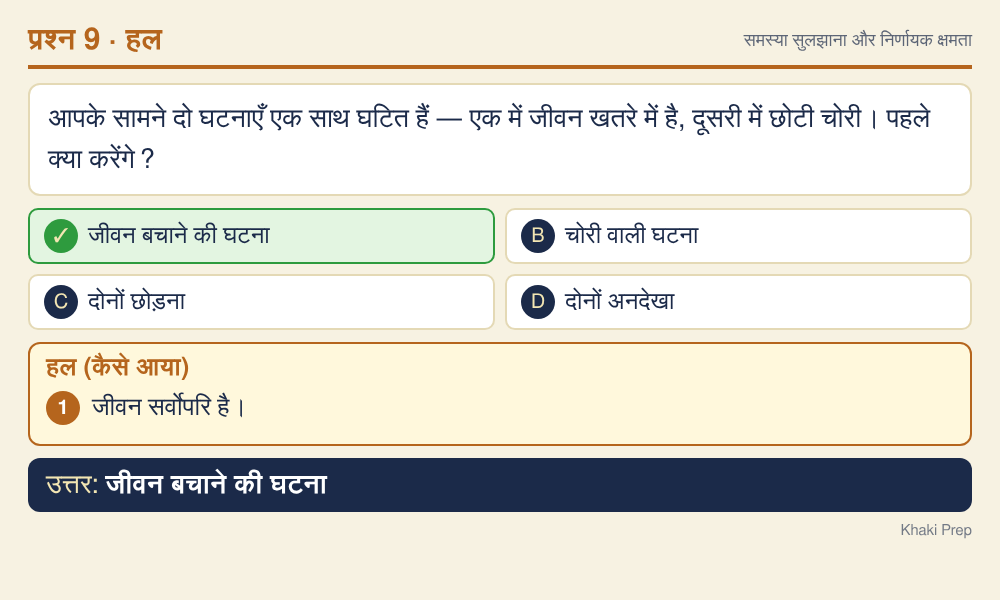 प्रश्न 9 · हल
समस्या सुलझाना और निर्णायक क्षमता
आपके सामने दो घटनाएँ एक साथ घटित हैं — एक में जीवन खतरे में है, दूसरी में छोटी चोरी। पहले
क्या करेंगे ?
✓ जीवन बचाने की घटना
B चोरी वाली घटना
C दोनों छोड़ना
D दोनों अनदेखा
हल (कैसे आया)
1 जीवन सर्वोपरि है।
उत्तर: जीवन बचाने की घटना
Khaki Prep